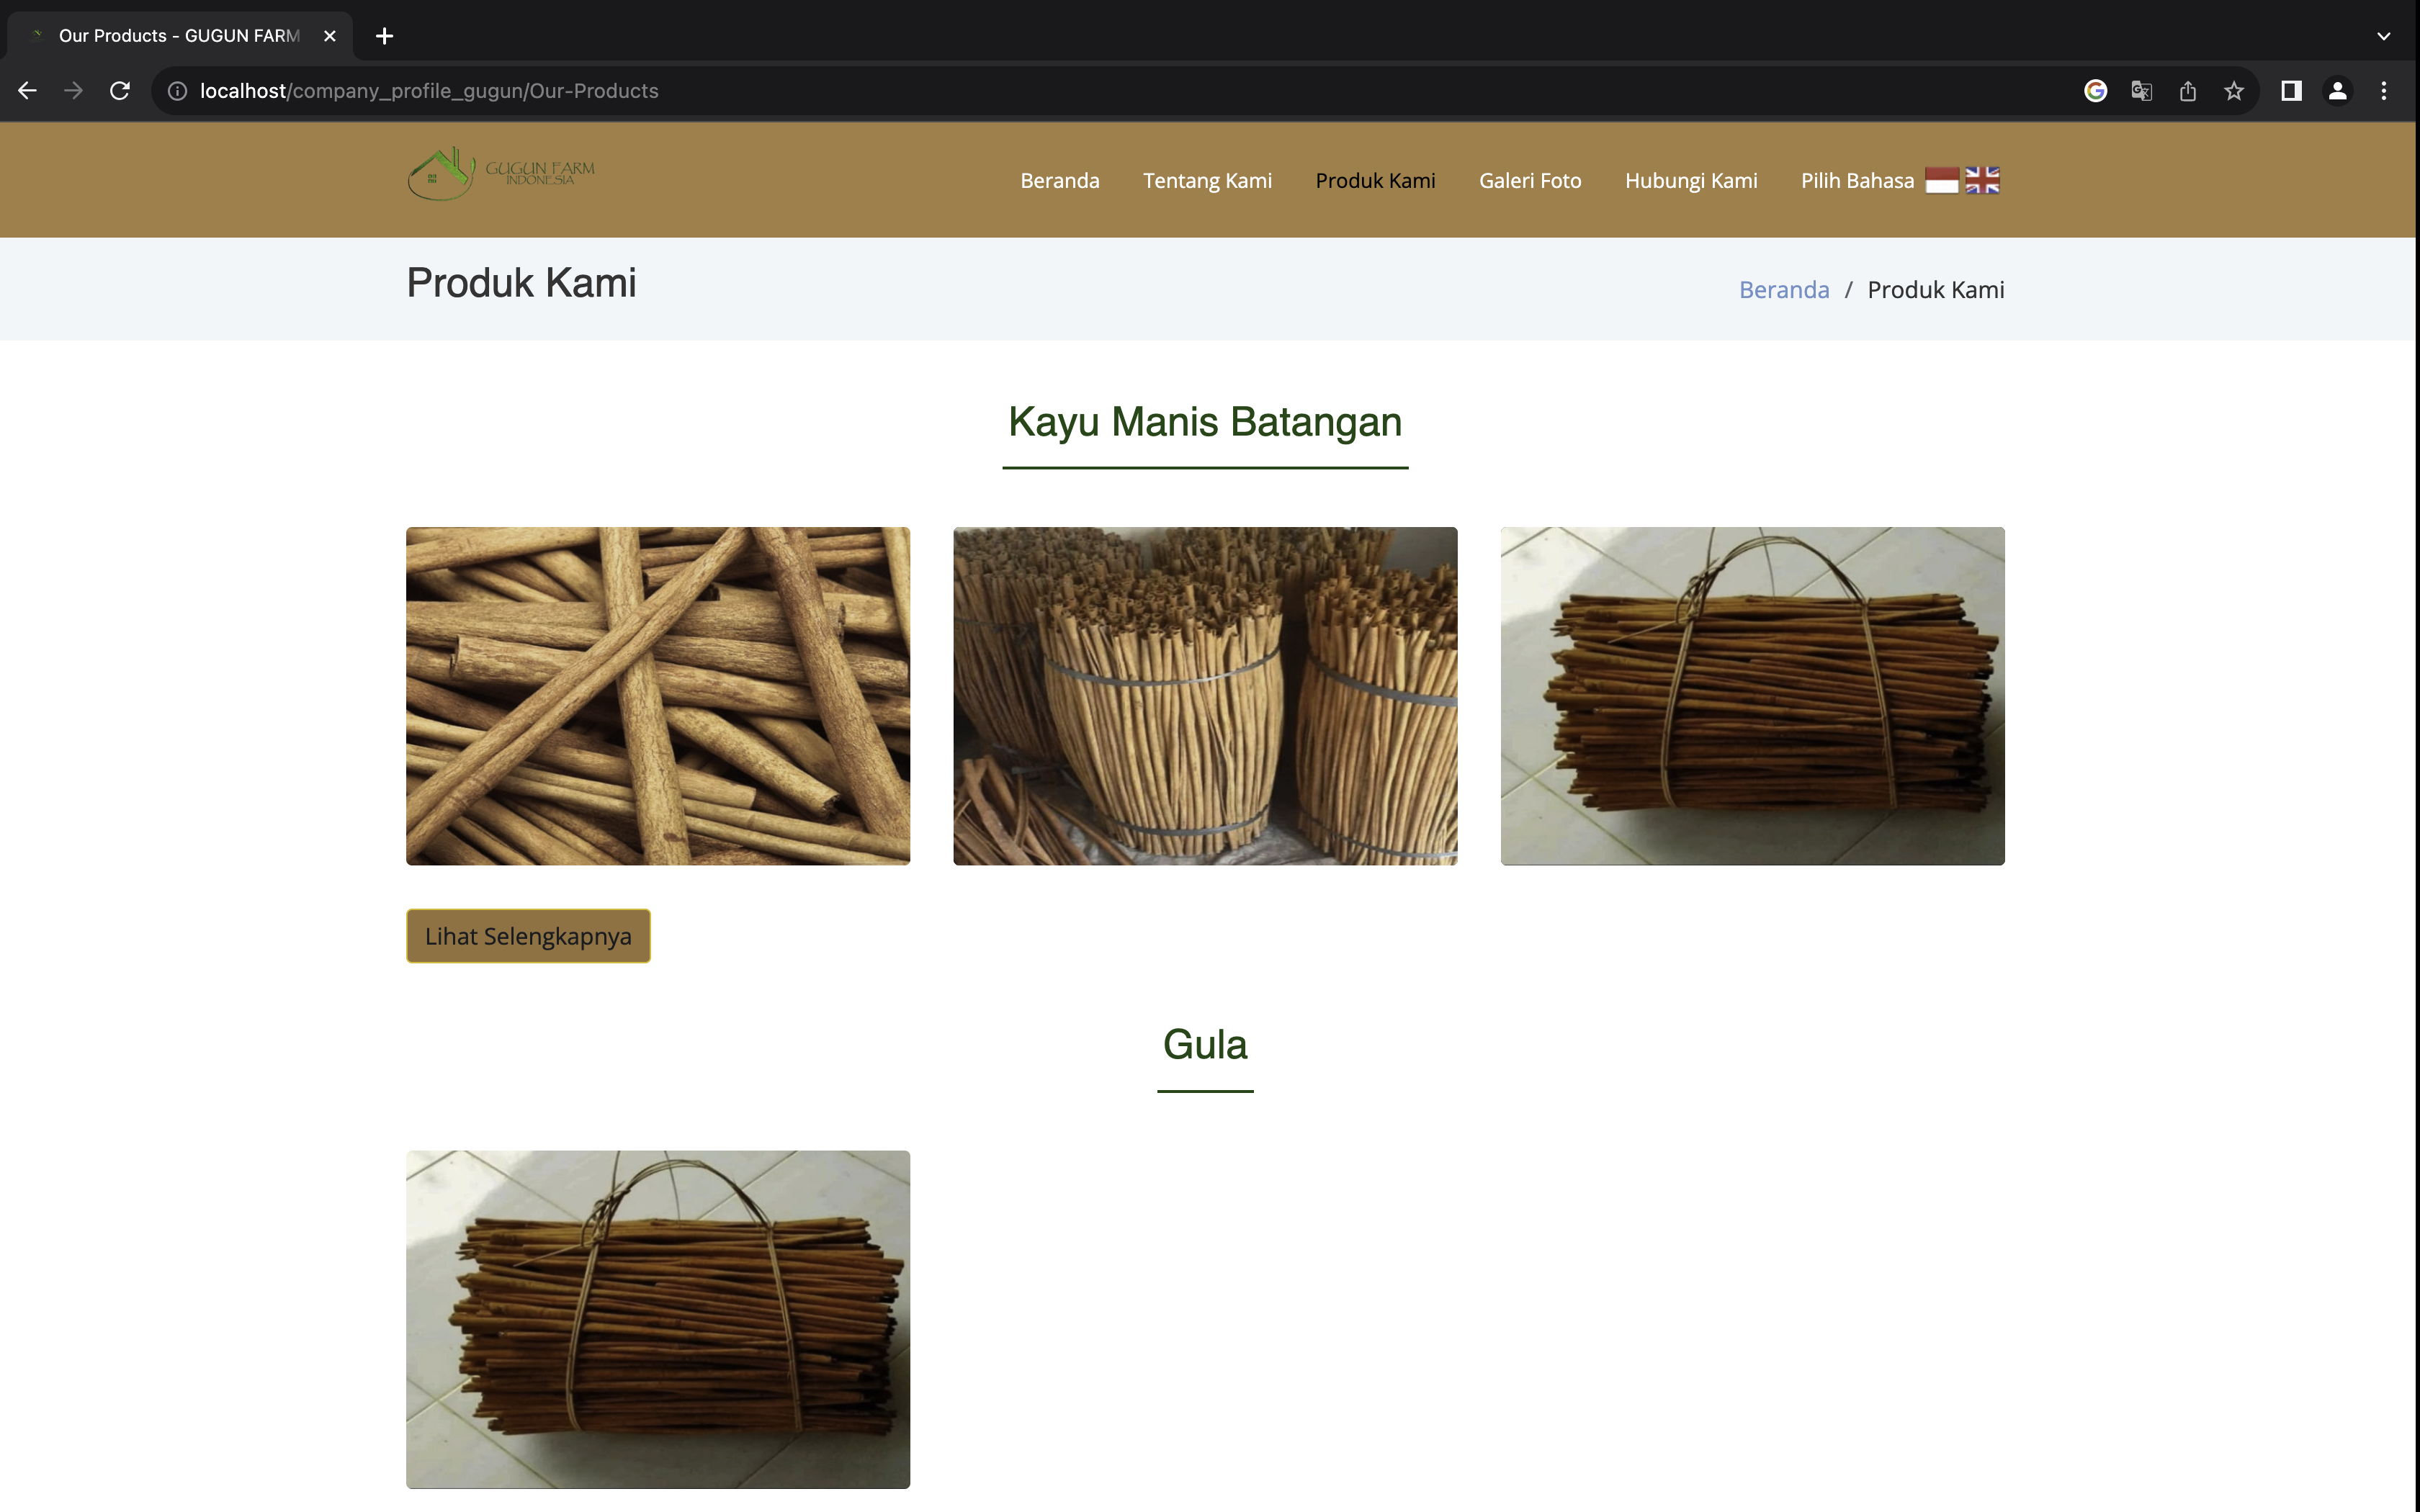 Our Products - GUGUN FARM
localhost/company_profile_gugun/Our-Products
GUGUN FARM
INDONESIA
Beranda
Tentang Kami
Produk Kami
Galeri Foto
Hubungi Kami
Pilih Bahasa
Produk Kami
Beranda / Produk Kami
Kayu Manis Batangan
Lihat Selengkapnya
Gula